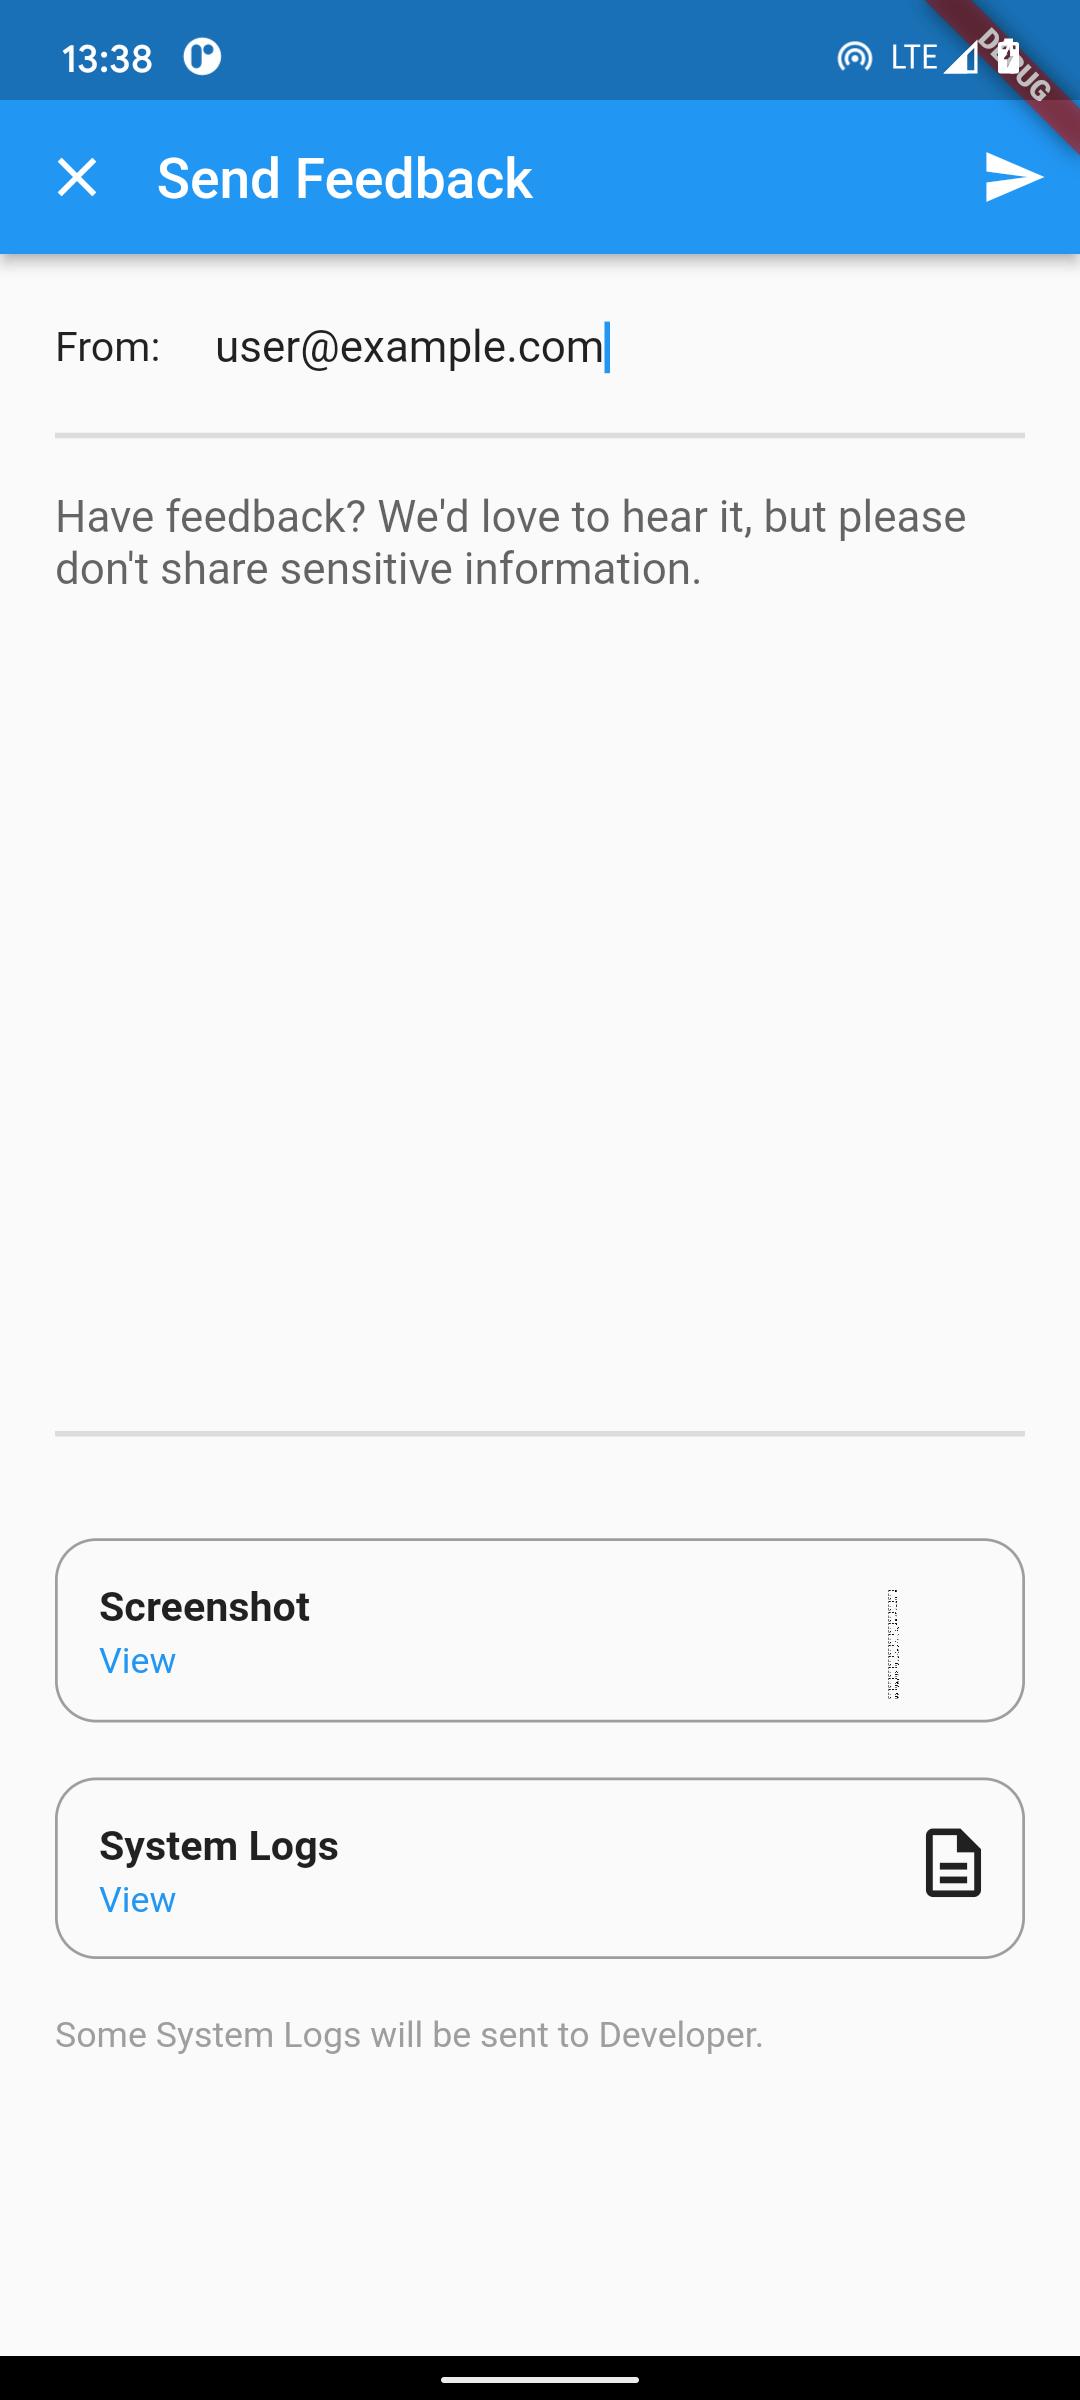 13:38
LTE
DEBUG
Send Feedback
From: user@example.com
Have feedback? We'd love to hear it, but please
don't share sensitive information.
Screenshot
View
System Logs
View
Some System Logs will be sent to Developer.